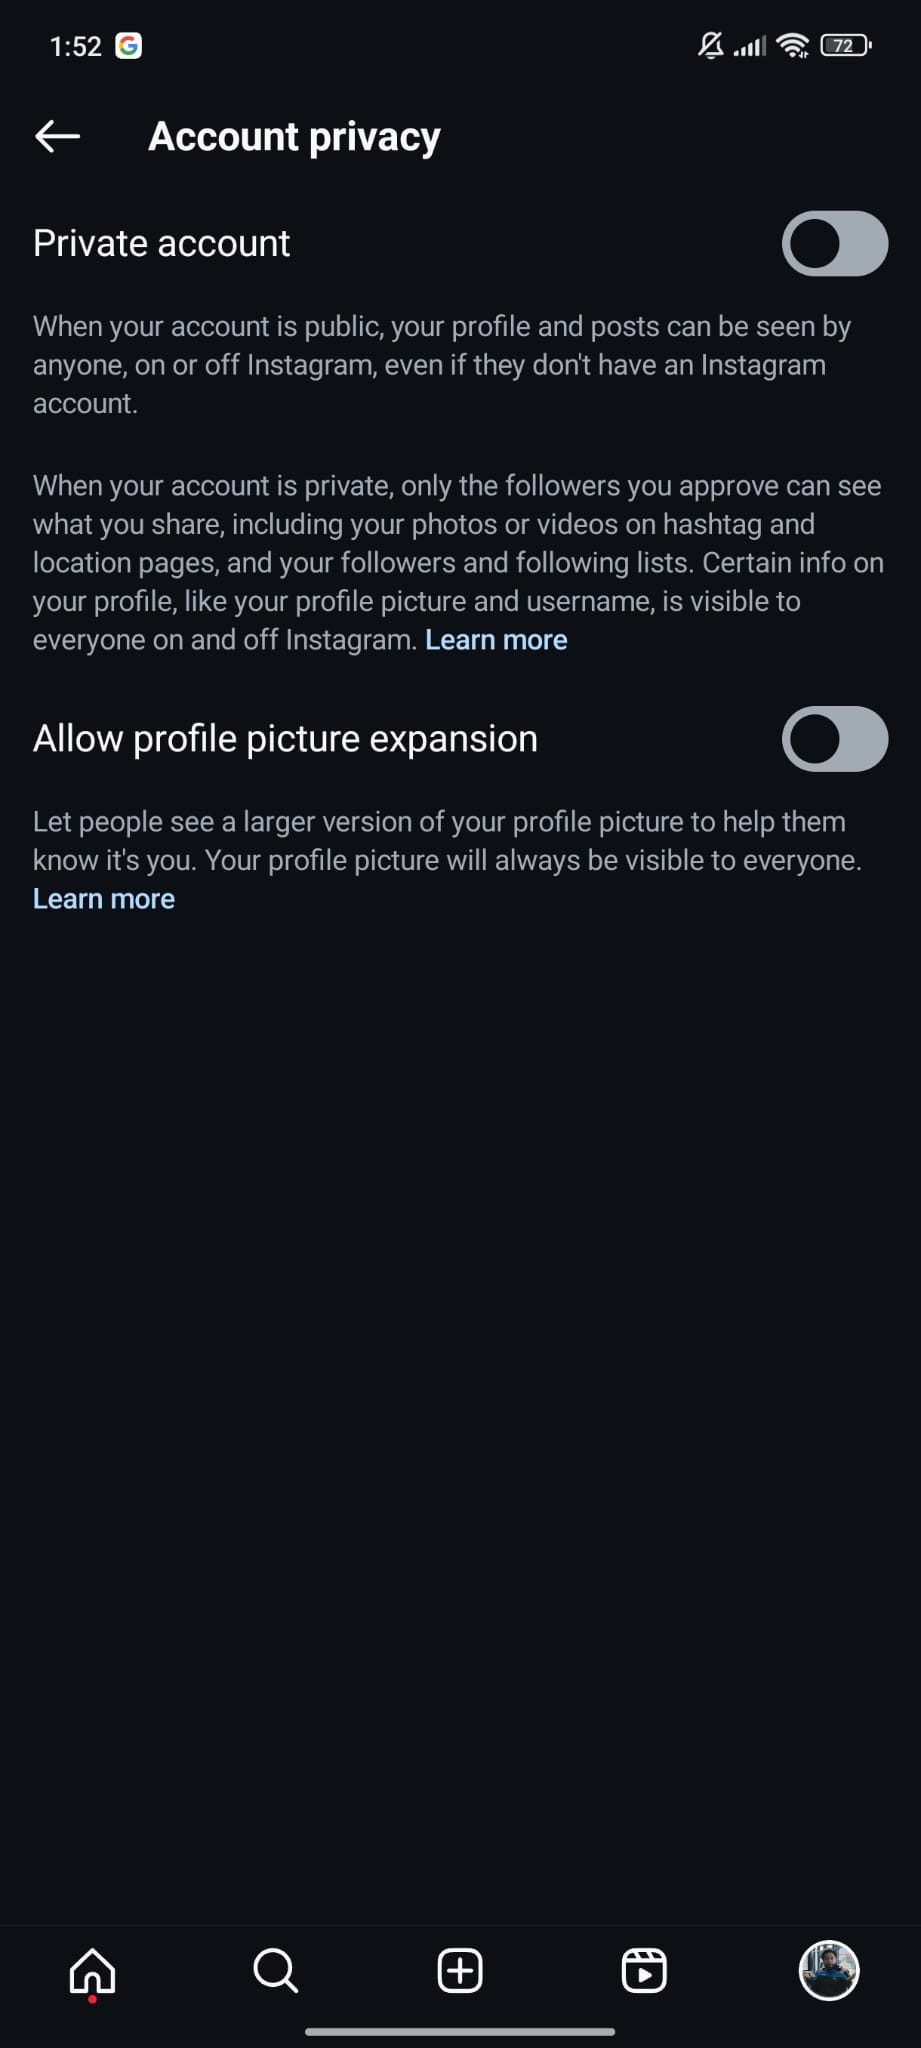 1:52
72
Account privacy
Private account
When your account is public, your profile and posts can be seen by
anyone, on or off Instagram, even if they don't have an Instagram
account.
When your account is private, only the followers you approve can see
what you share, including your photos or videos on hashtag and
location pages, and your followers and following lists. Certain info on
your profile, like your profile picture and username, is visible to
everyone on and off Instagram. Learn more
Allow profile picture expansion
Let people see a larger version of your profile picture to help them
know it's you. Your profile picture will always be visible to everyone.
Learn more